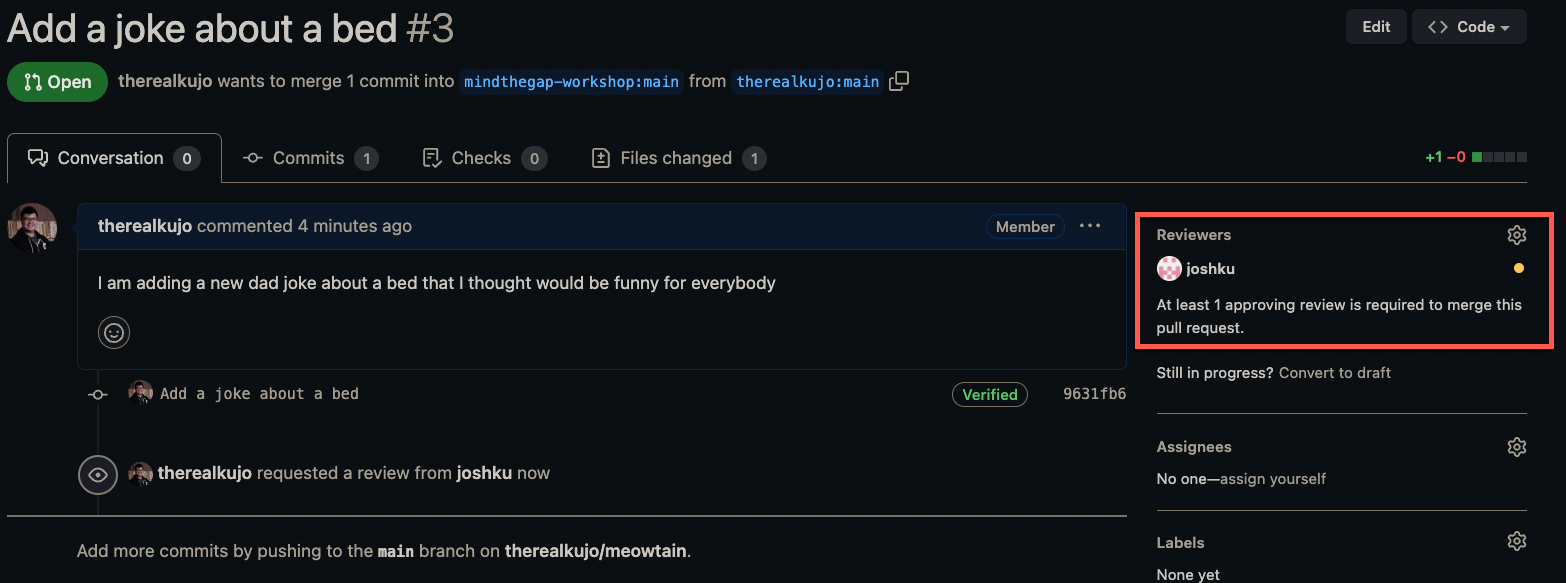 Add a joke about a bed #3
Edit
<> Code
Open
therealkujo wants to merge 1 commit into mindthegap-workshop:main from therealkujo:main
Conversation 0
Commits 1
Checks 0
Files changed 1
+1 −0
therealkujo commented 4 minutes ago
Member
I am adding a new dad joke about a bed that I thought would be funny for everybody
Add a joke about a bed
Verified
9631fb6
therealkujo requested a review from joshku now
Add more commits by pushing to the main branch on therealkujo/meowtain.
Reviewers
joshku
At least 1 approving review is required to merge this
pull request.
Still in progress? Convert to draft
Assignees
No one—assign yourself
Labels
None yet